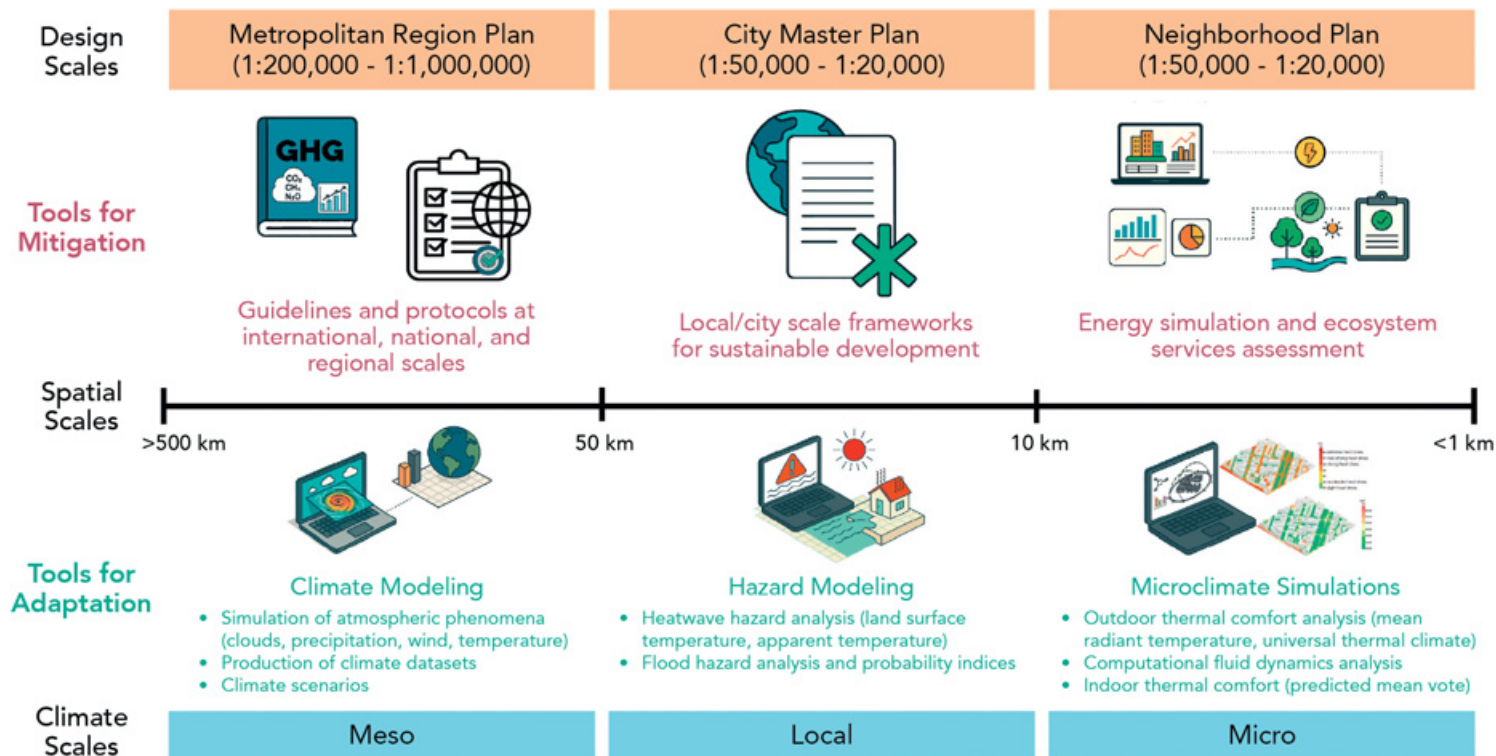 Design
Scales
Metropolitan Region Plan
(1:200,000 - 1:1,000,000)
City Master Plan
(1:50,000 - 1:20,000)
Neighborhood Plan
(1:50,000 - 1:20,000)
Tools for
Mitigation
GHG
CO₂
CH₄
N₂O
Guidelines and protocols at
international, national, and
regional scales
Local/city scale frameworks
for sustainable development
Energy simulation and ecosystem
services assessment
Spatial
Scales
>500 km
50 km
10 km
<1 km
Tools for
Adaptation
Climate Modeling
• Simulation of atmospheric phenomena
(clouds, precipitation, wind, temperature)
• Production of climate datasets
• Climate scenarios
Hazard Modeling
• Heatwave hazard analysis (land surface
temperature, apparent temperature)
• Flood hazard analysis and probability indices
Microclimate Simulations
• Outdoor thermal comfort analysis (mean
radiant temperature, universal thermal climate)
• Computational fluid dynamics analysis
• Indoor thermal comfort (predicted mean vote)
Climate
Scales
Meso
Local
Micro